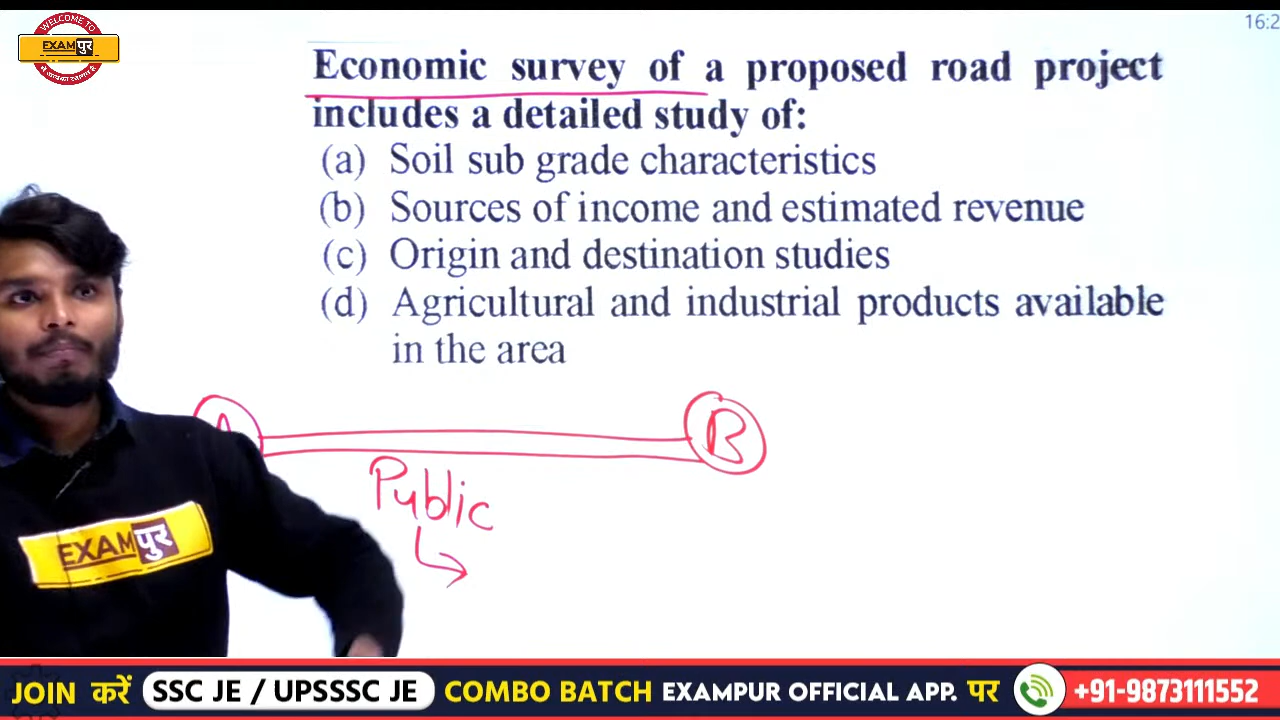 WELCOME TO
EXAMपुर
16:2
Economic survey of a proposed road project
includes a detailed study of:
(a) Soil sub grade characteristics
(b) Sources of income and estimated revenue
(c) Origin and destination studies
(d) Agricultural and industrial products available
in the area
A B
Public
EXAMपुर
JOIN करें SSC JE / UPSSSC JE COMBO BATCH EXAMPUR OFFICIAL APP. पर +91-9873111552